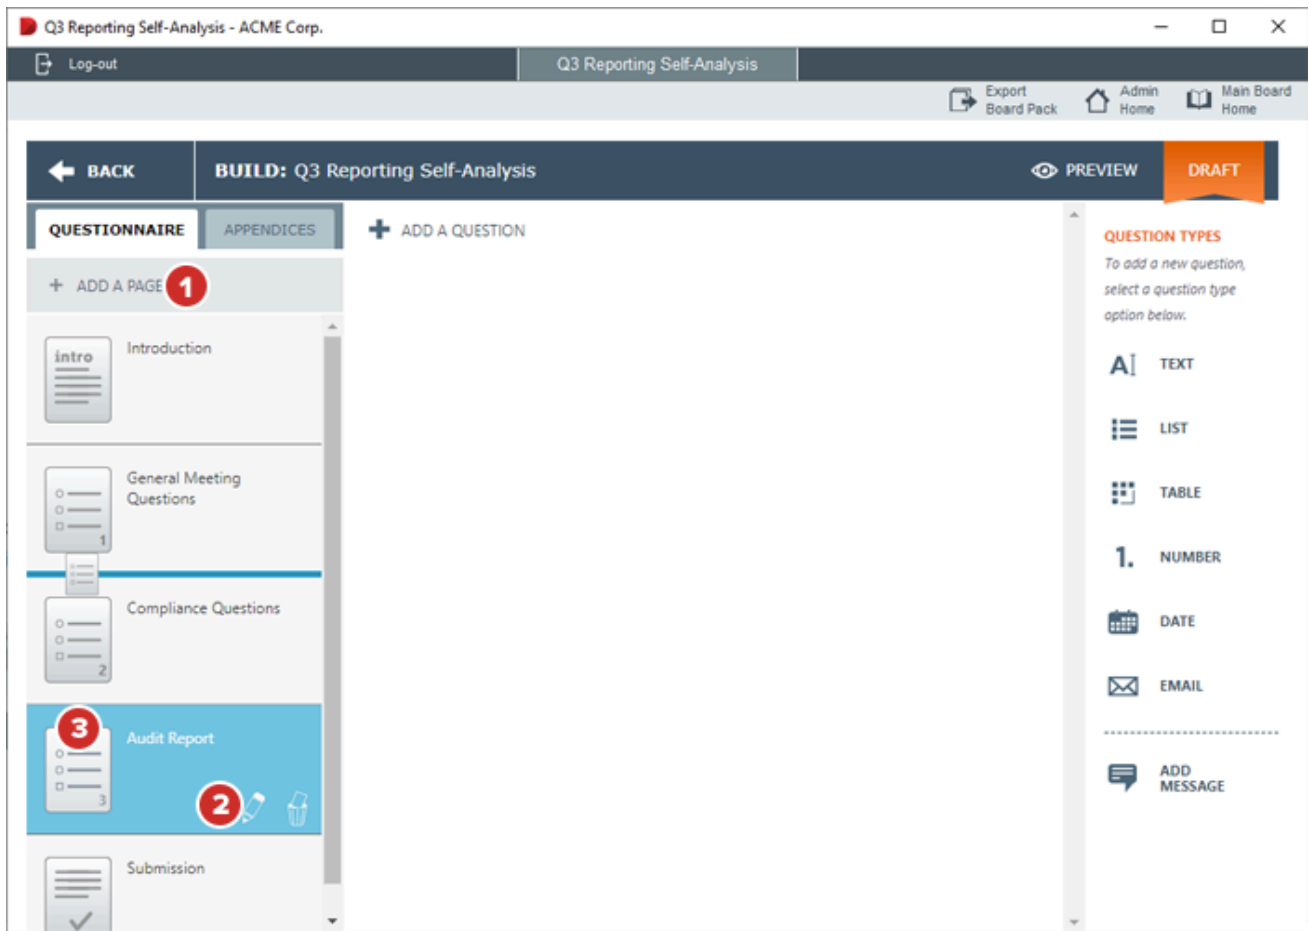 Q3 Reporting Self-Analysis - ACME Corp.
Log-out
Q3 Reporting Self-Analysis
Export
Board Pack
Admin
Home
Main Board
Home
BACK
BUILD: Q3 Reporting Self-Analysis
PREVIEW
DRAFT
QUESTIONNAIRE
APPENDICES
+ ADD A PAGE
1
intro
Introduction
General Meeting
Questions
1
Compliance Questions
2
3
Audit Report
3
2
Submission
ADD A QUESTION
QUESTION TYPES
To add a new question,
select a question type
option below.
A TEXT
LIST
TABLE
1. NUMBER
DATE
EMAIL
ADD
MESSAGE